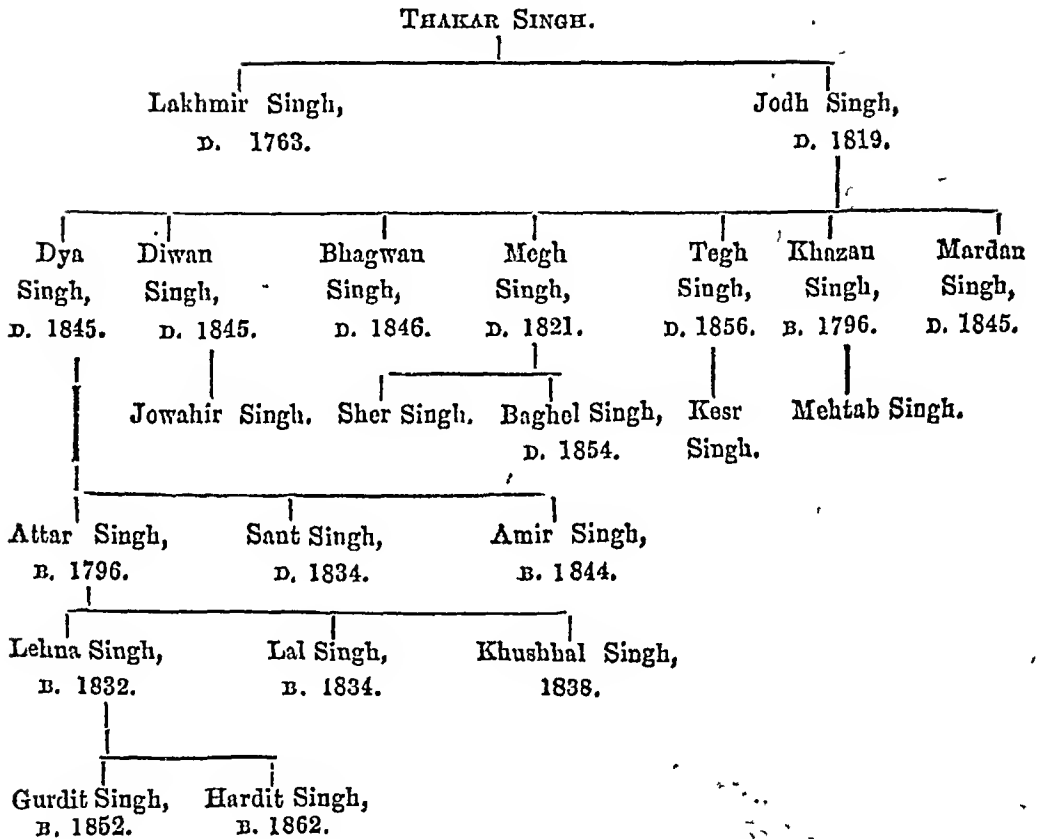 THAKAR SINGH.
Lakhmir Singh, Jodh Singh,
D. 1763. D. 1819.
Dya Diwan Bhagwan Megh Tegh Khazan Mardan
Singh, Singh, Singh, Singh, Singh, Singh, Singh,
D. 1845. D. 1845. D. 1846. D. 1821. D. 1856. B. 1796. D. 1845.
Jowahir Singh. Sher Singh. Baghel Singh, Kesr Mehtab Singh.
D. 1854. Singh.
Attar Singh, Sant Singh, Amir Singh,
B. 1796. D. 1834. B. 1844.
Lehna Singh, Lal Singh, Khushhal Singh,
B. 1832. B. 1834. 1838.
Gurdit Singh, Hardit Singh,
B. 1852. B. 1862.